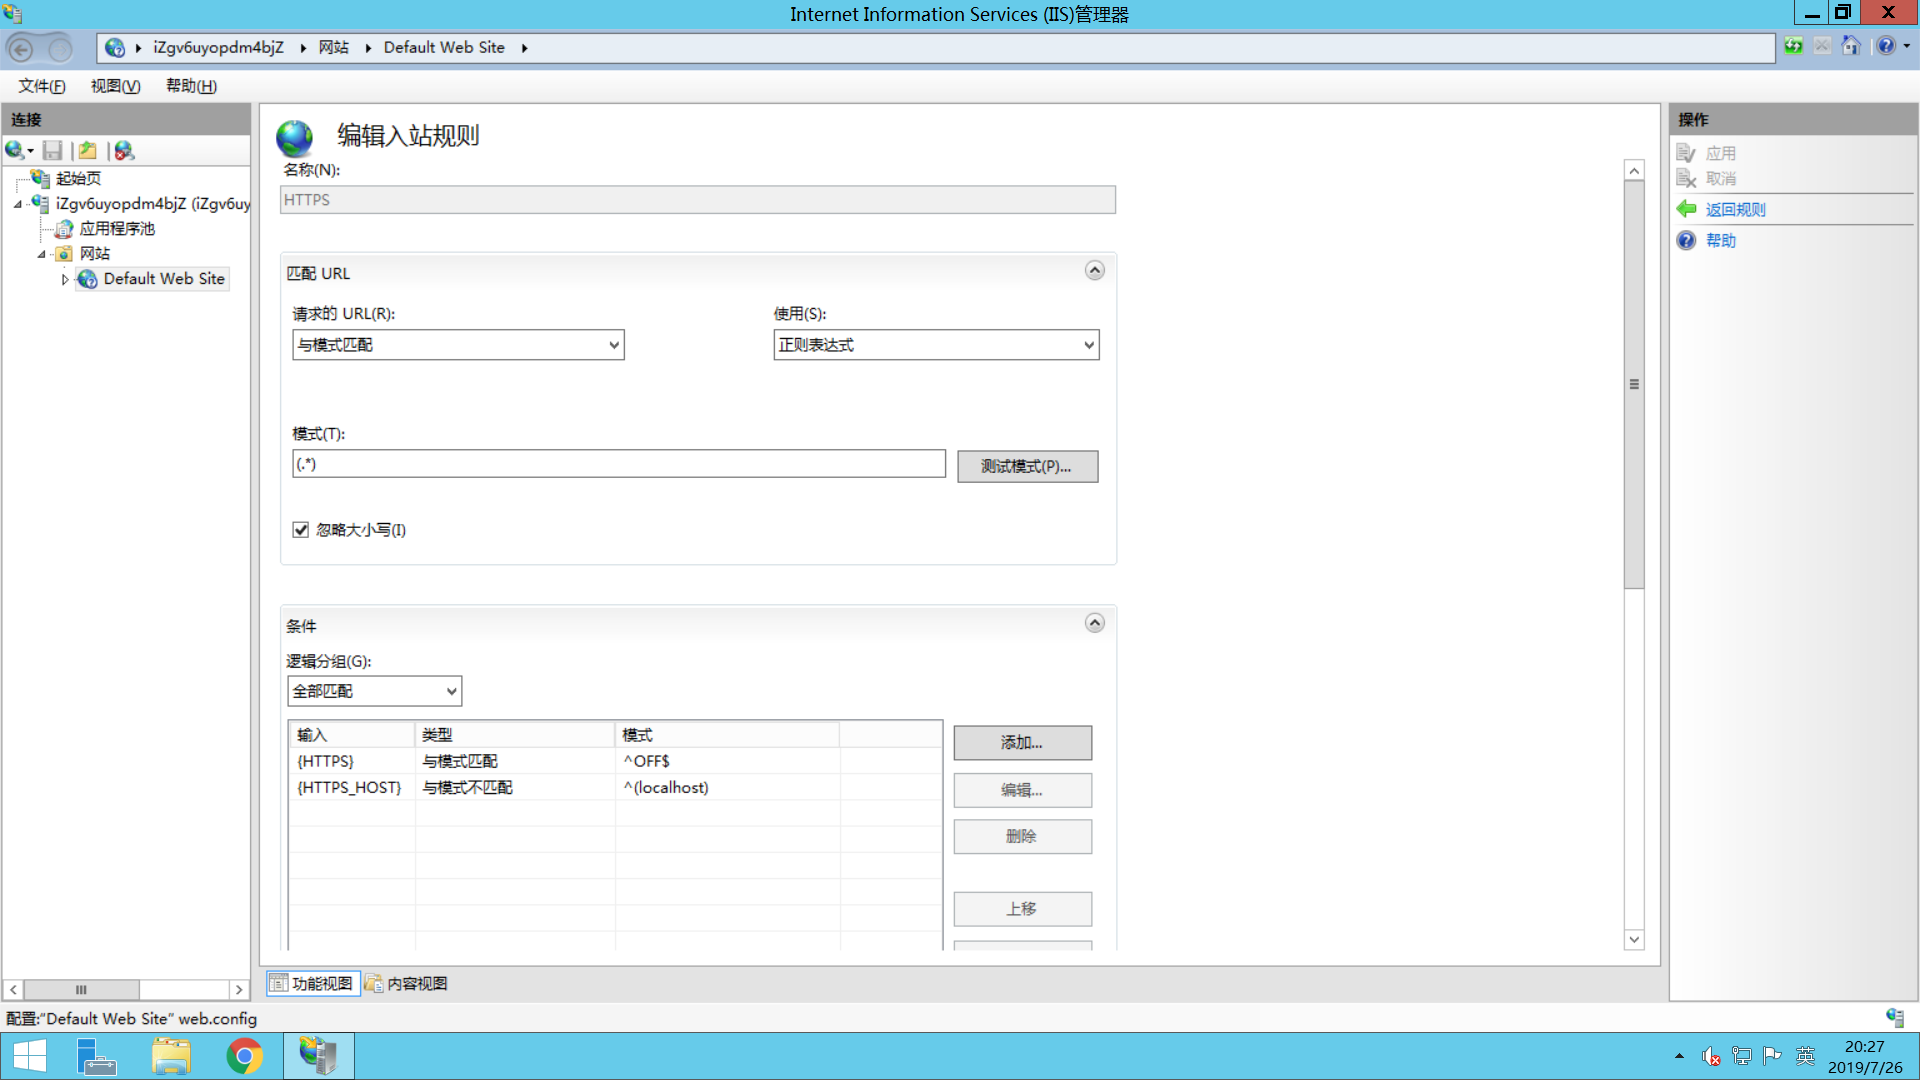 Internet Information Services (IIS)管理器
iZgv6uyopdm4bjZ 网站 Default Web Site
文件(F) 视图(V) 帮助(H)
连接
起始页
iZgv6uyopdm4bjZ (iZgv6uy
应用程序池
网站
Default Web Site
编辑入站规则
名称(N):
HTTPS
匹配 URL
请求的 URL(R): 使用(S):
与模式匹配 正则表达式
模式(T):
(.*) 测试模式(P)...
忽略大小写(I)
条件
逻辑分组(G):
全部匹配
输入 类型 模式
{HTTPS} 与模式匹配 ^OFF$
{HTTPS_HOST} 与模式不匹配 ^(localhost)
添加...
编辑...
删除
上移
功能视图 内容视图
操作
应用
取消
返回规则
帮助
配置:"Default Web Site" web.config
英
20:27
2019/7/26